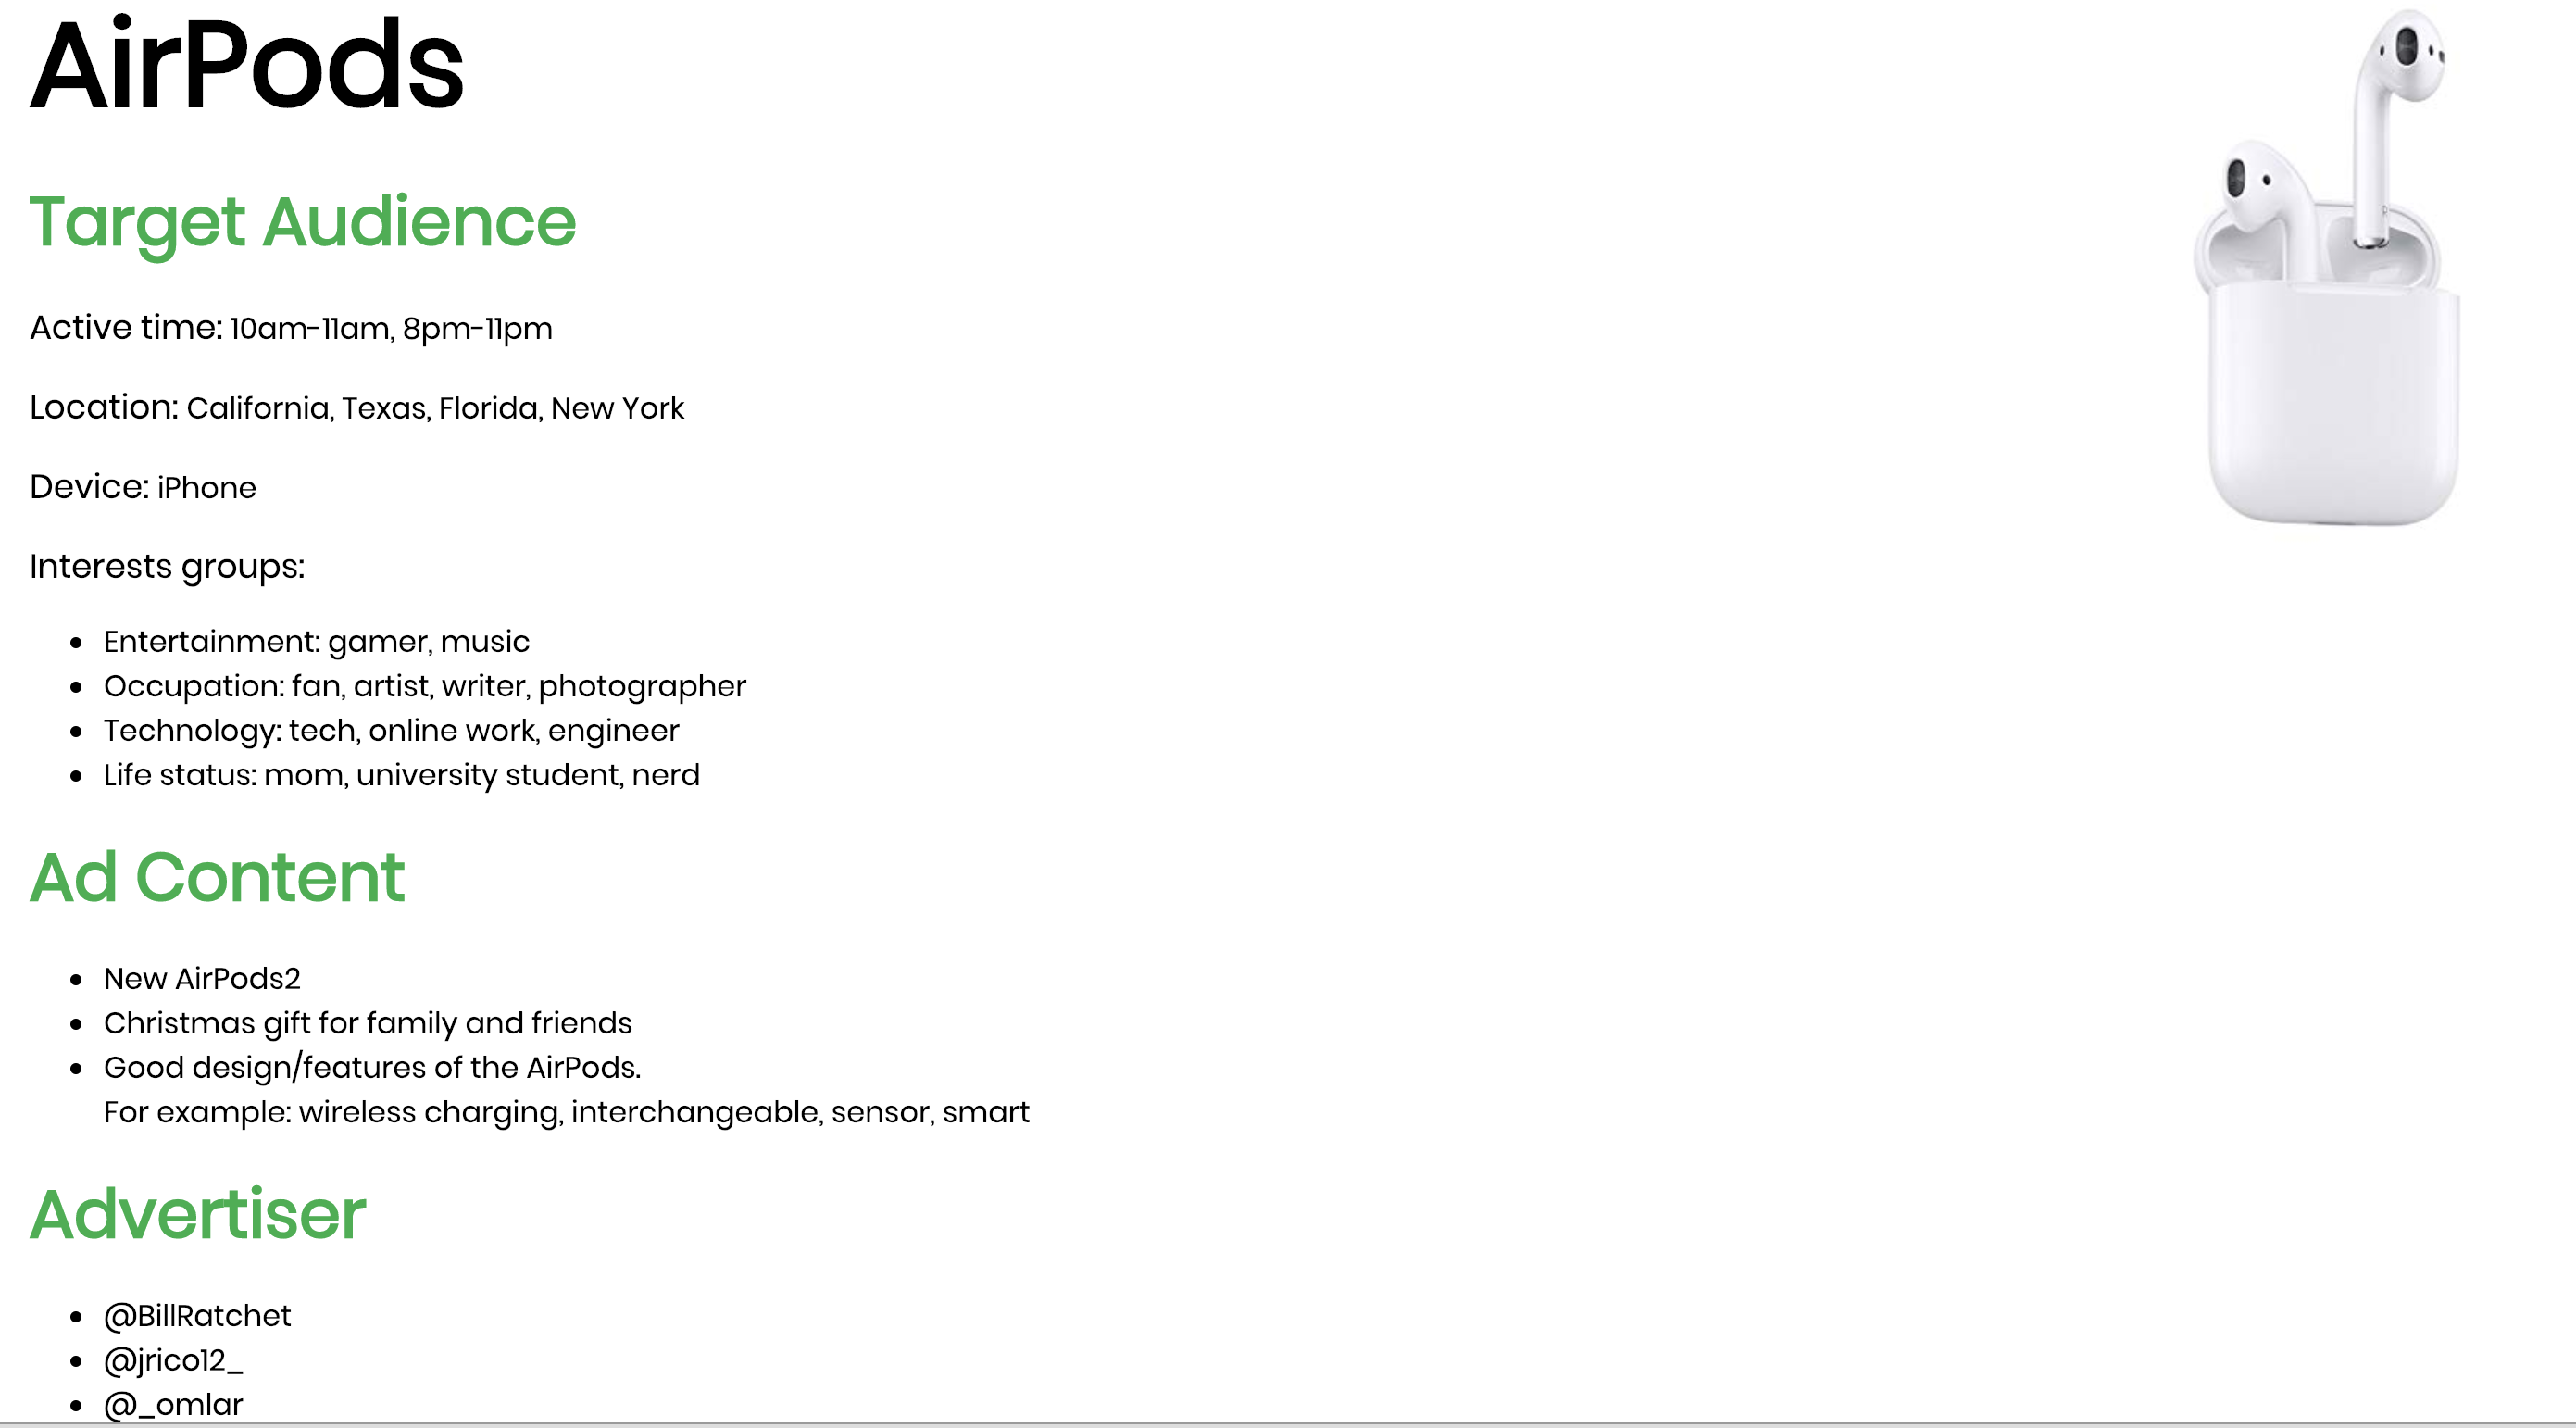 AirPods
Target Audience
Active time: 10am-11am, 8pm-11pm
Location: California, Texas, Florida, New York
Device: iPhone
Interests groups:
• Entertainment: gamer, music
• Occupation: fan, artist, writer, photographer
• Technology: tech, online work, engineer
• Life status: mom, university student, nerd
Ad Content
• New AirPods2
• Christmas gift for family and friends
• Good design/features of the AirPods.
For example: wireless charging, interchangeable, sensor, smart
Advertiser
• @BillRatchet
• @jrico12_
• @_omlar